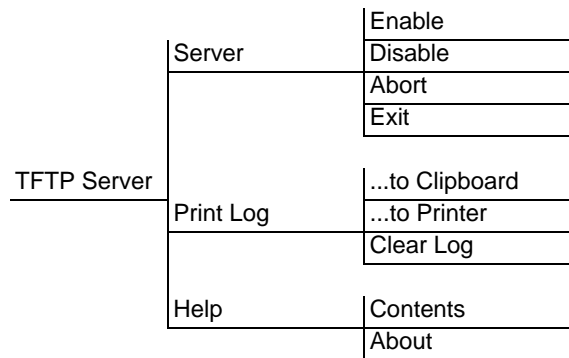 Enable
Server
Disable
Abort
Exit
TFTP Server
...to Clipboard
Print Log
...to Printer
Clear Log
Help
Contents
About